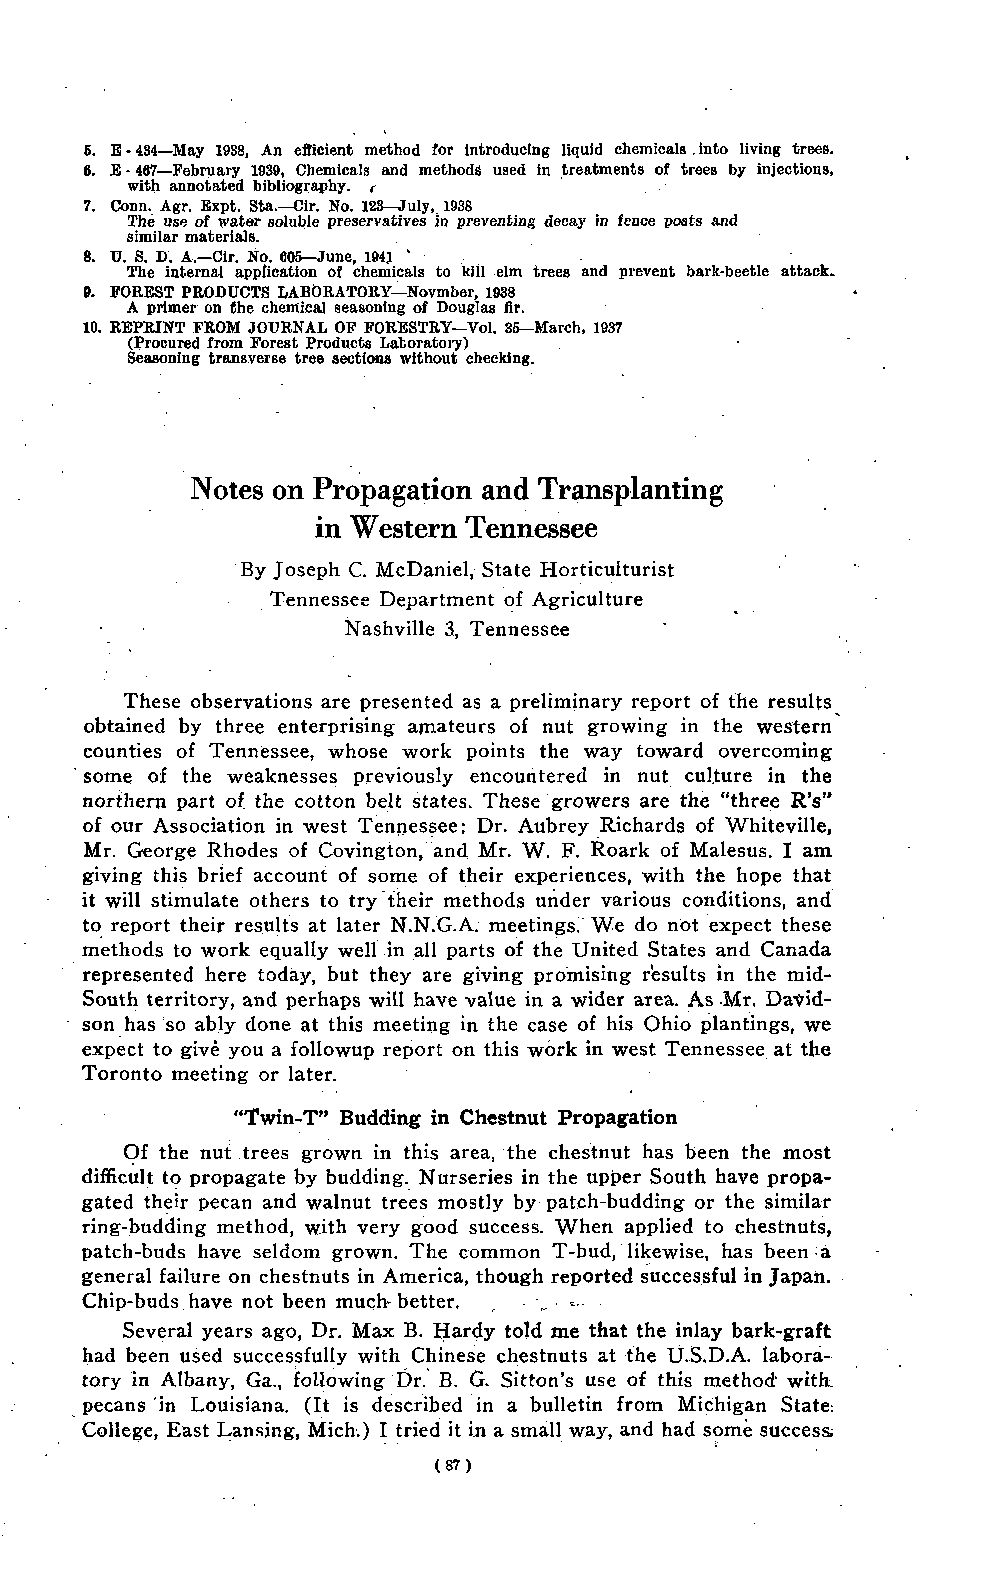 5. E - 434—May 1938, An efficient method for introducing liquid chemicals into living trees.
6. E - 467—February 1939, Chemicals and methods used in treatments of trees by injections,
with annotated bibliography.
7. Conn. Agr. Expt. Sta.—Cir. No. 123—July, 1938
The use of water soluble preservatives in preventing decay in fence posts and
similar materials.
8. U. S. D. A.—Cir. No. 605—June, 1941
The internal application of chemicals to kill elm trees and prevent bark-beetle attack.
9. FOREST PRODUCTS LABORATORY—Novmber, 1938
A primer on the chemical seasoning of Douglas fir.
10. REPRINT FROM JOURNAL OF FORESTRY—Vol. 35—March, 1937
(Procured from Forest Products Laboratory)
Seasoning transverse tree sections without checking.
Notes on Propagation and Transplanting
in Western Tennessee
By Joseph C. McDaniel, State Horticulturist
Tennessee Department of Agriculture
Nashville 3, Tennessee
These observations are presented as a preliminary report of the results
obtained by three enterprising amateurs of nut growing in the western
counties of Tennessee, whose work points the way toward overcoming
some of the weaknesses previously encountered in nut culture in the
northern part of the cotton belt states. These growers are the “three R’s”
of our Association in west Tennessee: Dr. Aubrey Richards of Whiteville,
Mr. George Rhodes of Covington, and Mr. W. F. Roark of Malesus. I am
giving this brief account of some of their experiences, with the hope that
it will stimulate others to try their methods under various conditions, and
to report their results at later N.N.G.A. meetings. We do not expect these
methods to work equally well in all parts of the United States and Canada
represented here today, but they are giving promising results in the mid-
South territory, and perhaps will have value in a wider area. As Mr. David-
son has so ably done at this meeting in the case of his Ohio plantings, we
expect to give you a followup report on this work in west Tennessee at the
Toronto meeting or later.
“Twin-T” Budding in Chestnut Propagation
Of the nut trees grown in this area, the chestnut has been the most
difficult to propagate by budding. Nurseries in the upper South have propa-
gated their pecan and walnut trees mostly by patch-budding or the similar
ring-budding method, with very good success. When applied to chestnuts,
patch-buds have seldom grown. The common T-bud, likewise, has been a
general failure on chestnuts in America, though reported successful in Japan.
Chip-buds have not been much better.
Several years ago, Dr. Max B. Hardy told me that the inlay bark-graft
had been used successfully with Chinese chestnuts at the U.S.D.A. labora-
tory in Albany, Ga., following Dr. B. G. Sitton's use of this method with
pecans in Louisiana. (It is described in a bulletin from Michigan State
College, East Lansing, Mich.) I tried it in a small way, and had some success
( 87 )